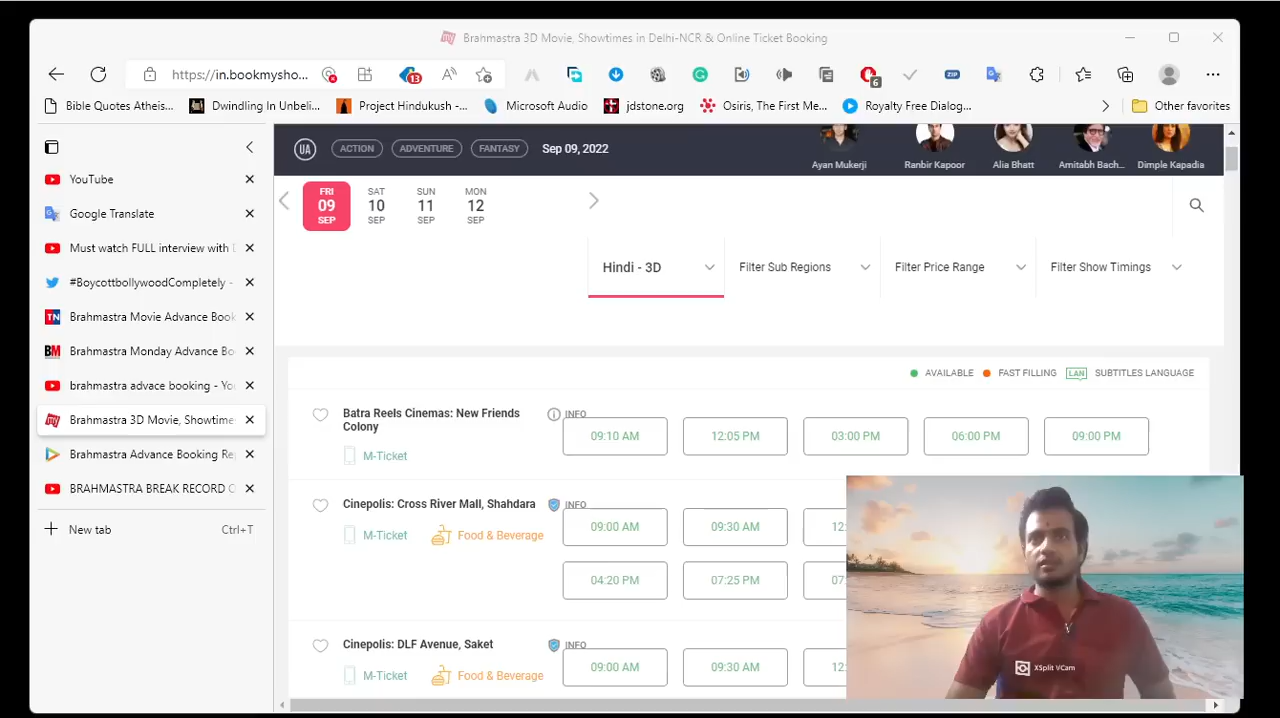 Brahmastra 3D Movie, Showtimes in Delhi-NCR & Online Ticket Booking
https://in.bookmysho...
13
6
ZIP
Bible Quotes Atheis...
Dwindling In Unbeli...
Project Hindukush -...
Microsoft Audio
jdstone.org
Osiris, The First Me...
Royalty Free Dialog...
Other favorites
YouTube
Google Translate
Must watch FULL interview with
#BoycottbollywoodCompletely -
TN
Brahmastra Movie Advance Book
BM
Brahmastra Monday Advance Bo
brahmastra advace booking - Yo
my
Brahmastra 3D Movie, Showtime
Brahmastra Advance Booking Re
BRAHMASTRA BREAK RECORD
New tab
Ctrl+T
UA
ACTION
ADVENTURE
FANTASY
Sep 09, 2022
Ayan Mukerji
Ranbir Kapoor
Alia Bhatt
Amitabh Bach...
Dimple Kapadia
FRI
09
SEP
SAT
10
SEP
SUN
11
SEP
MON
12
SEP
Hindi - 3D
Filter Sub Regions
Filter Price Range
Filter Show Timings
AVAILABLE
FAST FILLING
LAN
SUBTITLES LANGUAGE
Batra Reels Cinemas: New Friends
Colony
INFO
M-Ticket
09:10 AM
12:05 PM
03:00 PM
06:00 PM
09:00 PM
Cinepolis: Cross River Mall, Shahdara
INFO
M-Ticket
Food & Beverage
09:00 AM
09:30 AM
12:
04:20 PM
07:25 PM
07:
Cinepolis: DLF Avenue, Saket
INFO
M-Ticket
Food & Beverage
09:00 AM
09:30 AM
12:
XSplit VCam